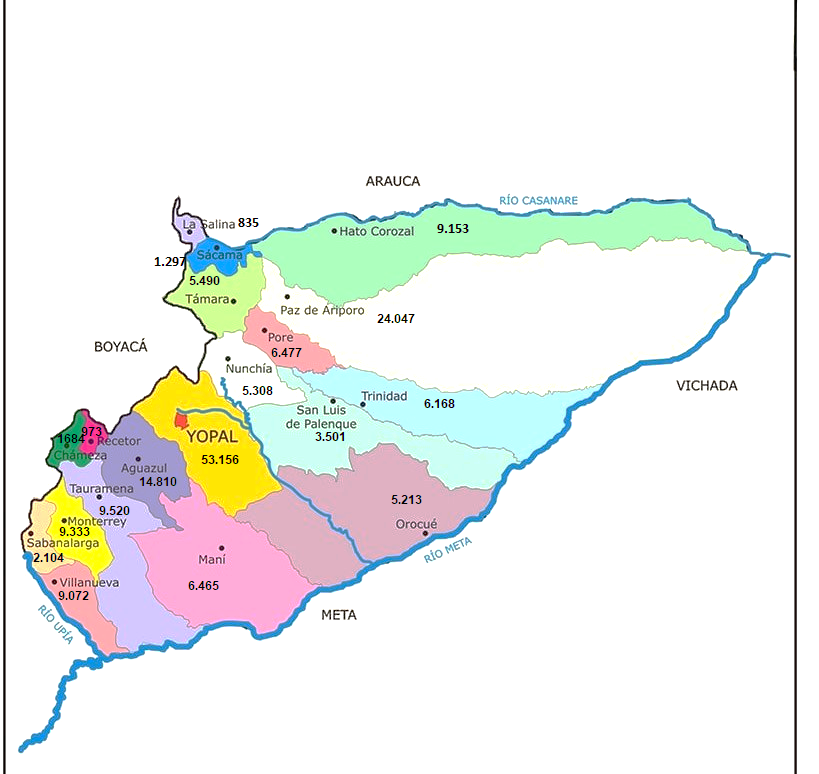 ARAUCA
RÍO CASANARE
La Salina 835
Hato Corozal 9.153
1.297 Sácama
5.490
Támara
Paz de Ariporo
24.047
BOYACÁ
Pore
6.477
Nunchía
5.308
VICHADA
Trinidad 6.168
San Luis
de Palenque
3.501
YOPAL
53.156
1684 973
Recetor
Chámeza
Aguazul
14.810
Tauramena
9.520
5.213
Orocué
Monterrey
9.333
Sabanalarga
2.104
RÍO META
Maní
6.465
Villanueva
9.072
RÍO UPÍA
META